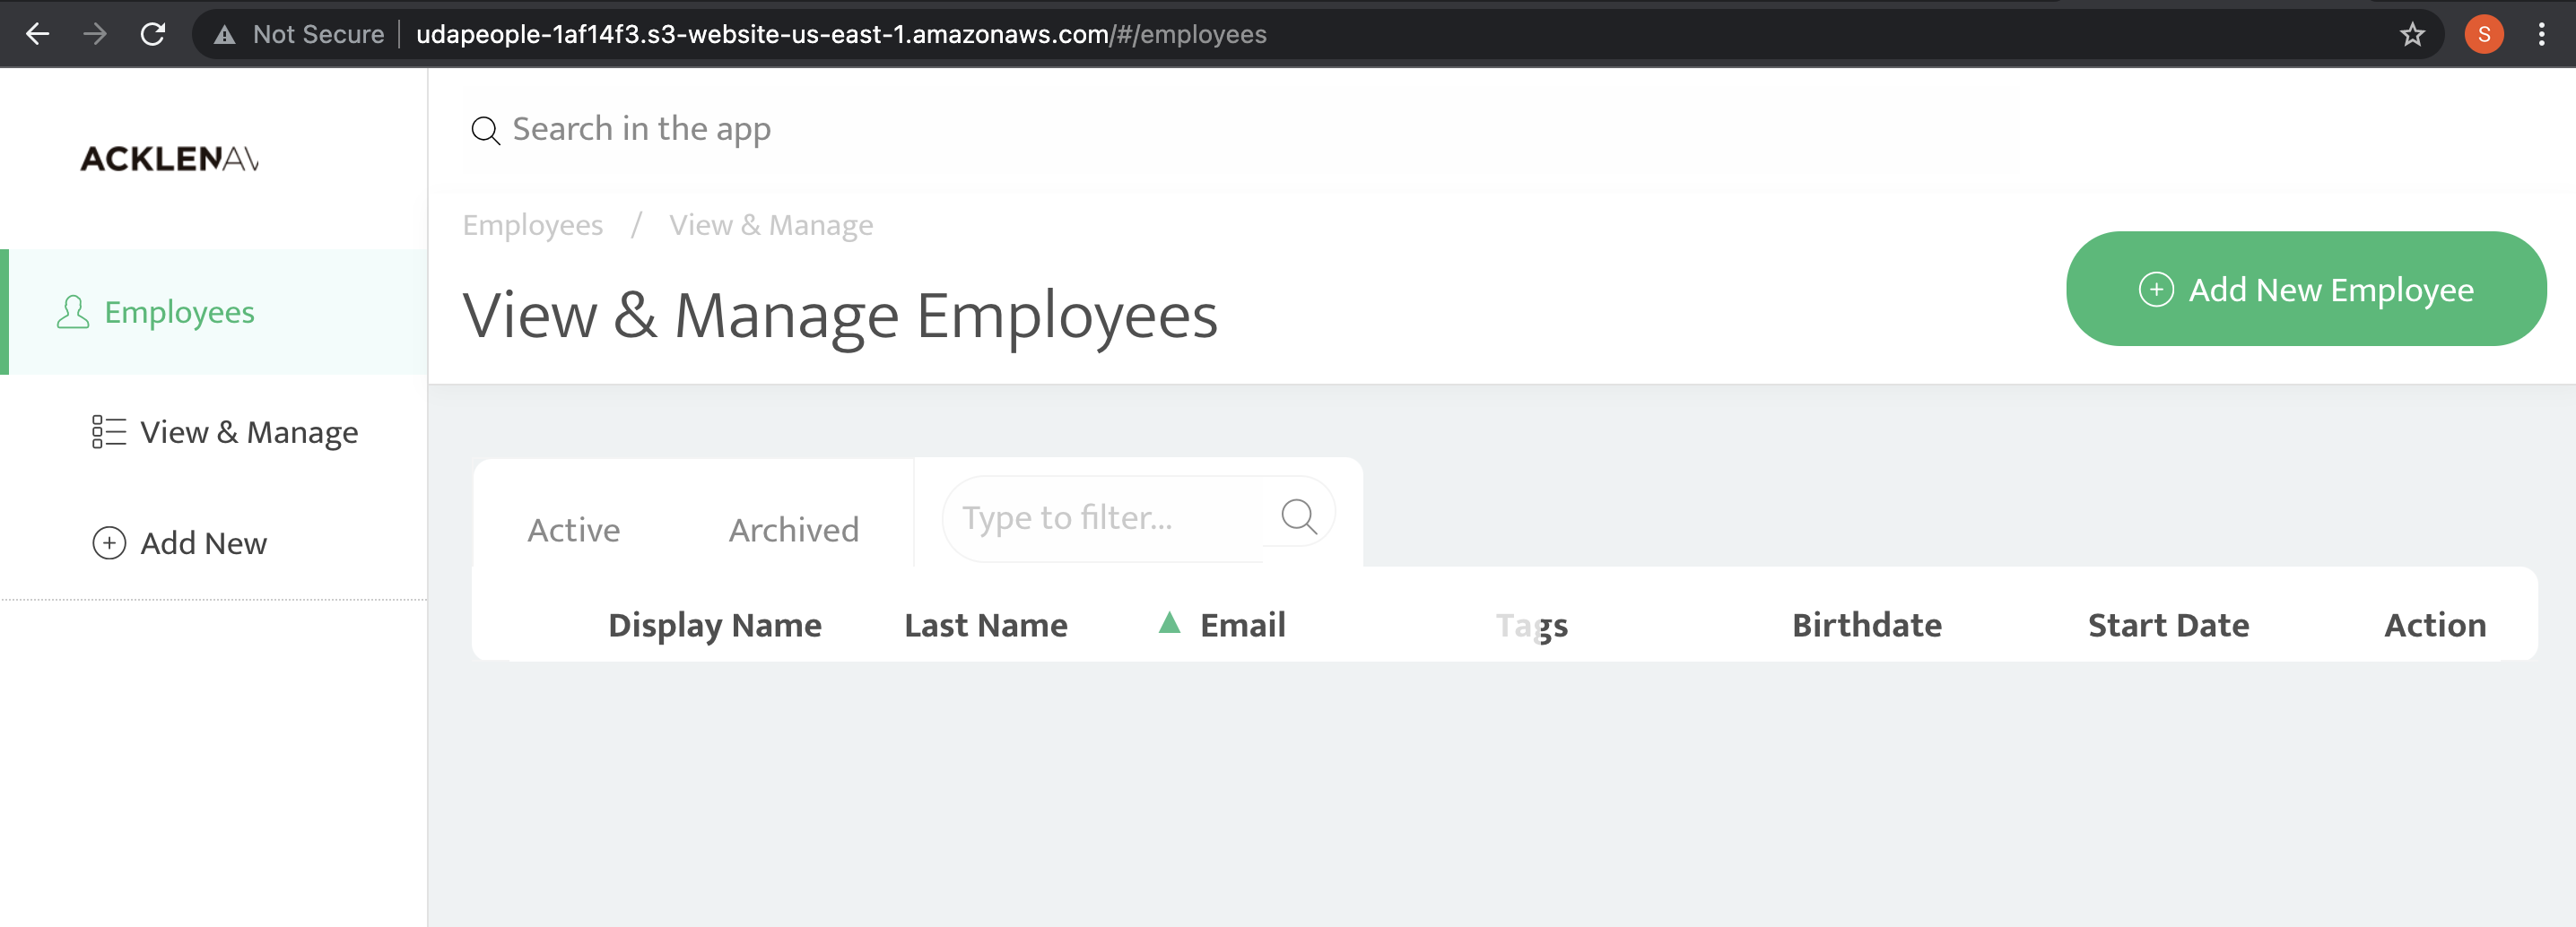 Not Secure udapeople-1af14f3.s3-website-us-east-1.amazonaws.com/#/employees S
ACKLENAV
Search in the app
Employees / View & Manage
View & Manage Employees
Add New Employee
Employees
View & Manage
Add New
Active Archived Type to filter...
Display Name Last Name Email Tags Birthdate Start Date Action